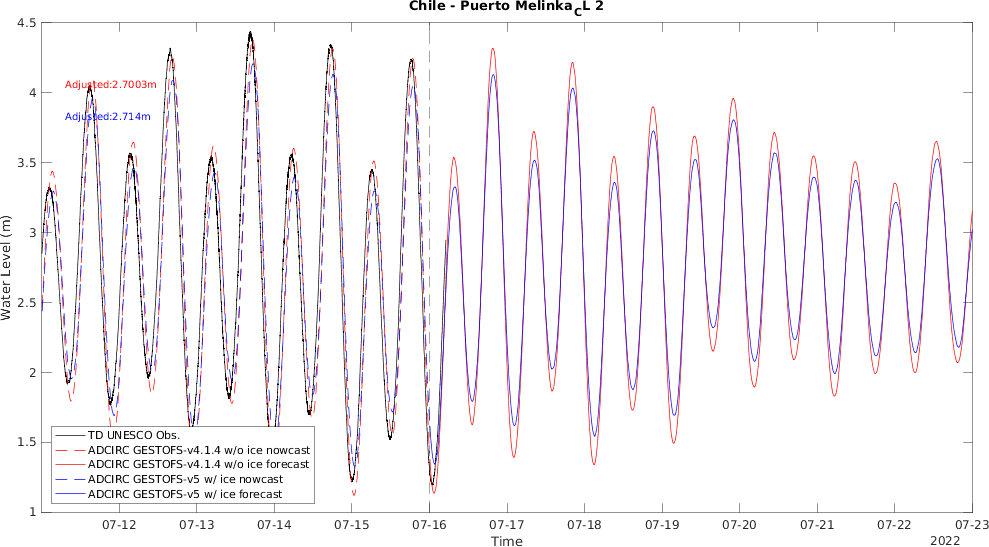 Chile - Puerto Melinka_CL 2
4.5
4
3.5
3
2.5
2
1.5
1
Water Level (m)
Adjusted:2.7003m
Adjusted:2.714m
TD UNESCO Obs.
ADCIRC GESTOFS-v4.1.4 w/o ice nowcast
ADCIRC GESTOFS-v4.1.4 w/o ice forecast
ADCIRC GESTOFS-v5 w/ ice nowcast
ADCIRC GESTOFS-v5 w/ ice forecast
07-12 07-13 07-14 07-15 07-16 07-17 07-18 07-19 07-20 07-21 07-22 07-23
Time
2022